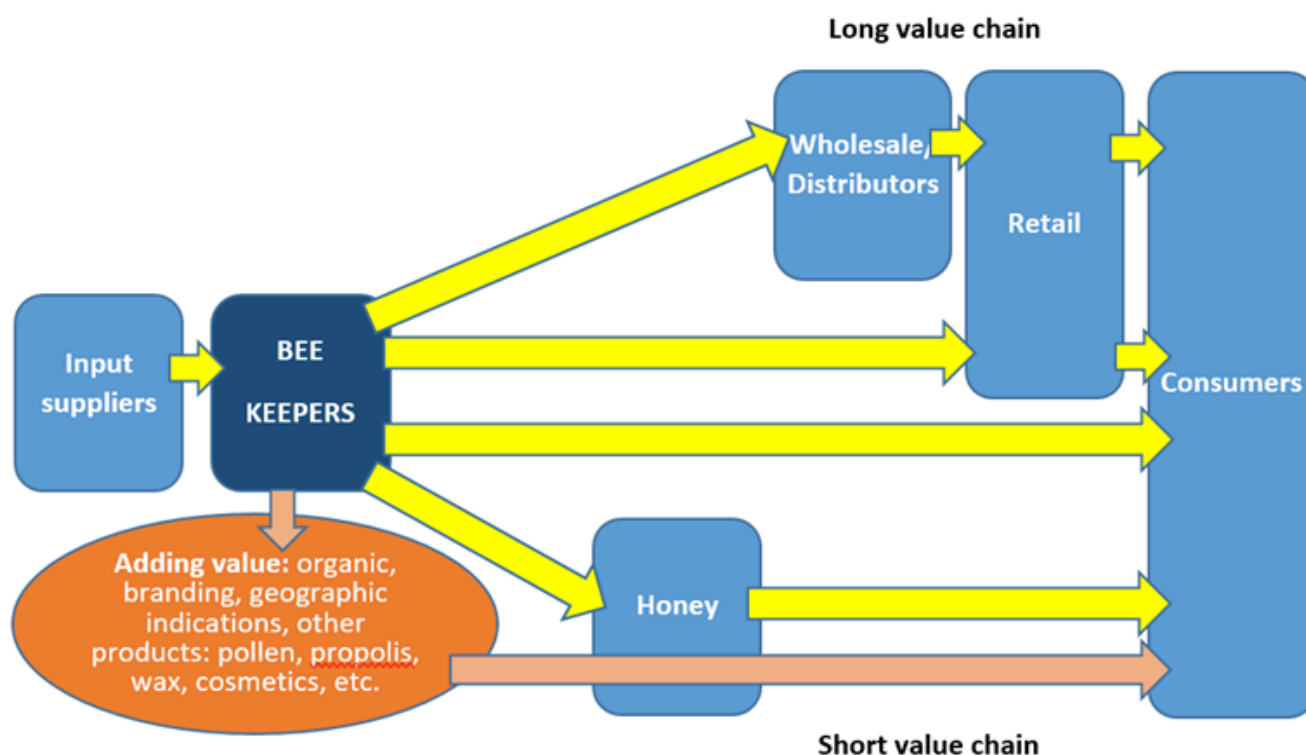 Long value chain
Wholesale/
Distributors
Retail
Input
suppliers
BEE
KEEPERS
Consumers
Adding value: organic,
branding, geographic
indications, other
products: pollen, propolis,
wax, cosmetics, etc.
Honey
Short value chain